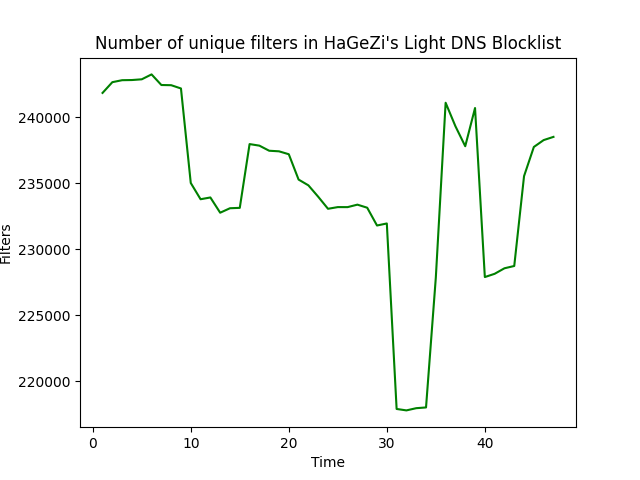 Number of unique filters in HaGeZi's Light DNS Blocklist
240000
235000
230000
225000
220000
Filters
0 10 20 30 40
Time